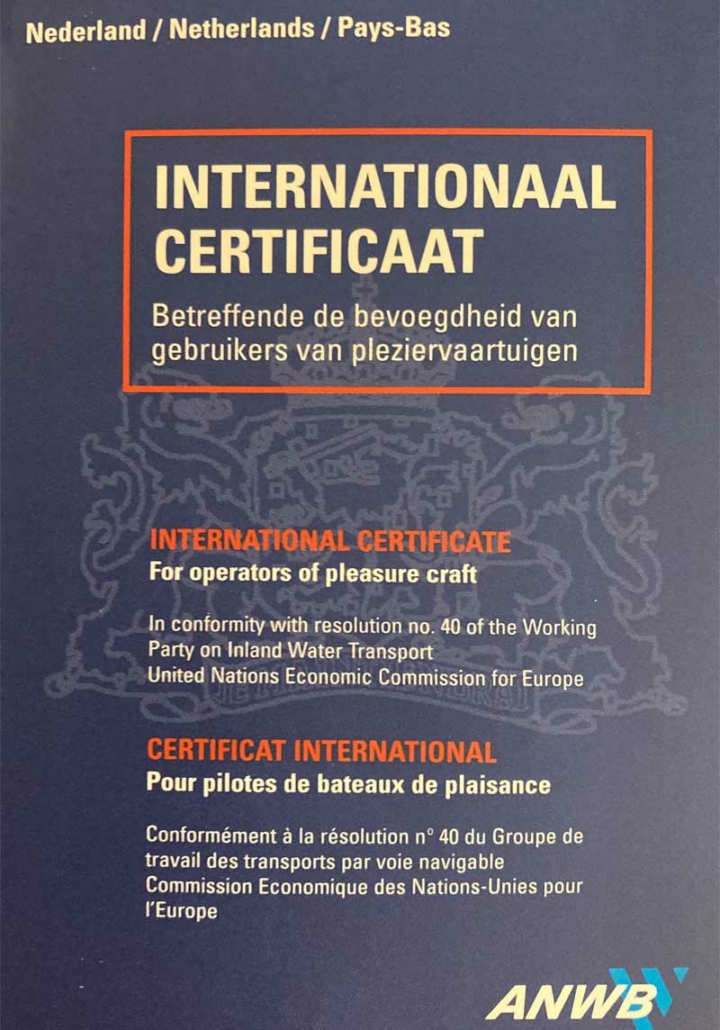 Nederland / Netherlands / Pays-Bas
INTERNATIONAAL
CERTIFICAAT
Betreffende de bevoegdheid van
gebruikers van pleziervaartuigen
INTERNATIONAL CERTIFICATE
For operators of pleasure craft
In conformity with resolution no. 40 of the Working
Party on Inland Water Transport
United Nations Economic Commission for Europe
JE MAINTIENDRAI
CERTIFICAT INTERNATIONAL
Pour pilotes de bateaux de plaisance
Conformément à la résolution n° 40 du Groupe de
travail des transports par voie navigable
Commission Economique des Nations-Unies pour
l'Europe
ANWB